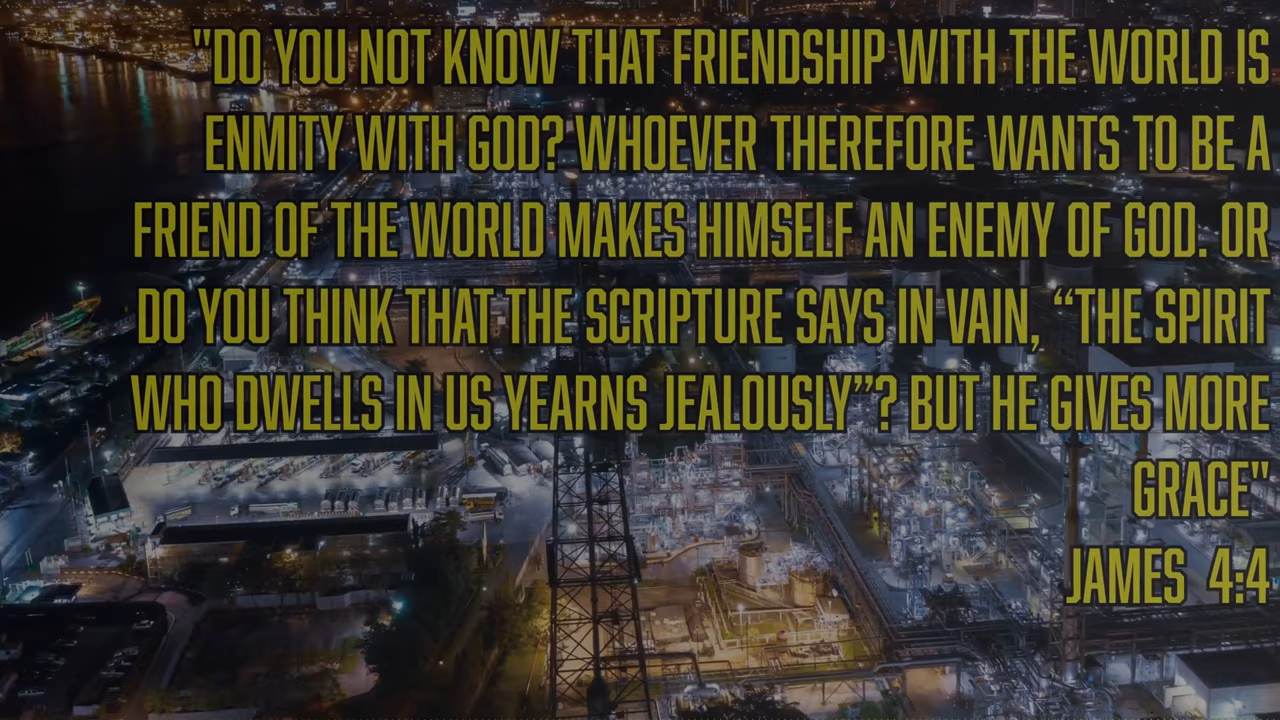 "DO YOU NOT KNOW THAT FRIENDSHIP WITH THE WORLD IS
ENMITY WITH GOD? WHOEVER THEREFORE WANTS TO BE A
FRIEND OF THE WORLD MAKES HIMSELF AN ENEMY OF GOD. OR
DO YOU THINK THAT THE SCRIPTURE SAYS IN VAIN, “THE SPIRIT
WHO DWELLS IN US YEARNS JEALOUSLY”? BUT HE GIVES MORE
GRACE"
JAMES 4:4